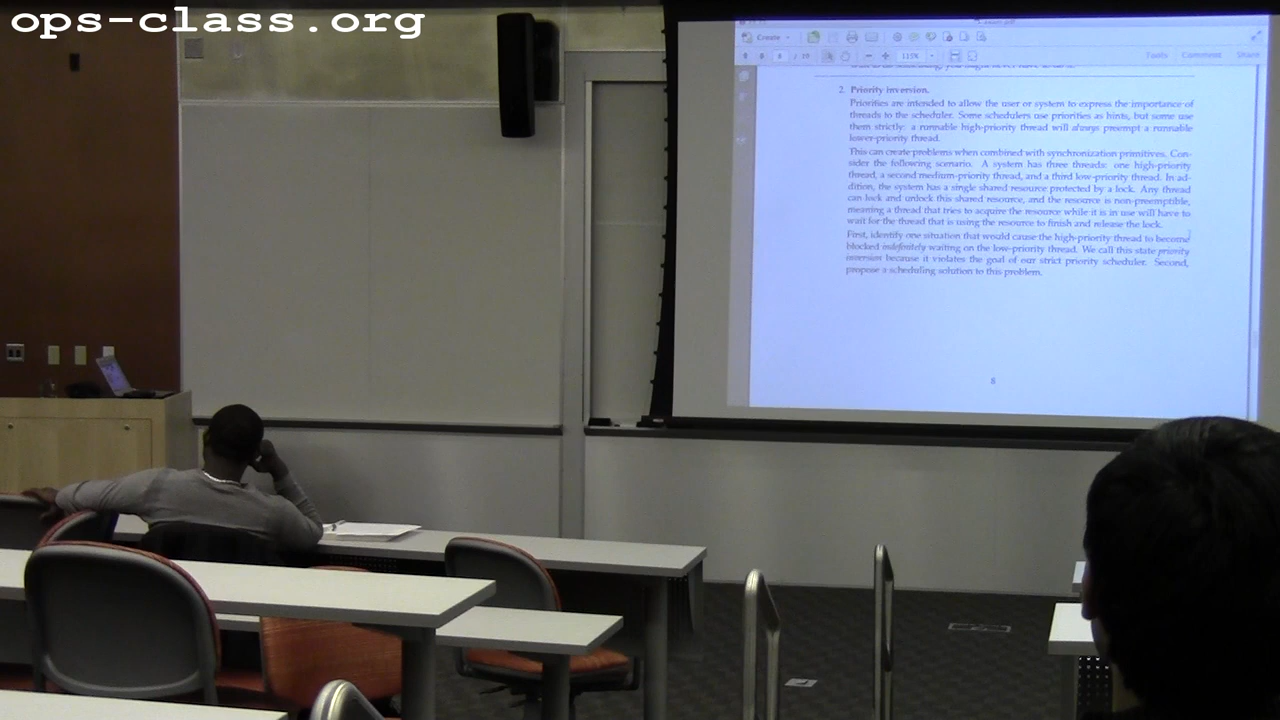 ops-class.org
Create
8 / 10
115%
Tools
Comment
Share
2. Priority inversion.
Priorities are intended to allow the user or system to express the importance of
threads to the scheduler. Some schedulers use priorities as hints, but some use
them strictly: a runnable high-priority thread will always preempt a runnable
lower-priority thread.
This can create problems when combined with synchronization primitives. Con-
sider the following scenario. A system has three threads: one high-priority
thread, a second medium-priority thread, and a third low-priority thread. In ad-
dition, the system has a single shared resource protected by a lock. Any thread
can lock and unlock this shared resource, and the resource is non-preemptible,
meaning a thread that tries to acquire the resource while it is in use will have to
wait for the thread that is using the resource to finish and release the lock.
First, identify one situation that would cause the high-priority thread to become
blocked indefinitely waiting on the low-priority thread. We call this state priority
inversion because it violates the goal of our strict priority scheduler. Second,
propose a scheduling solution to this problem.
8